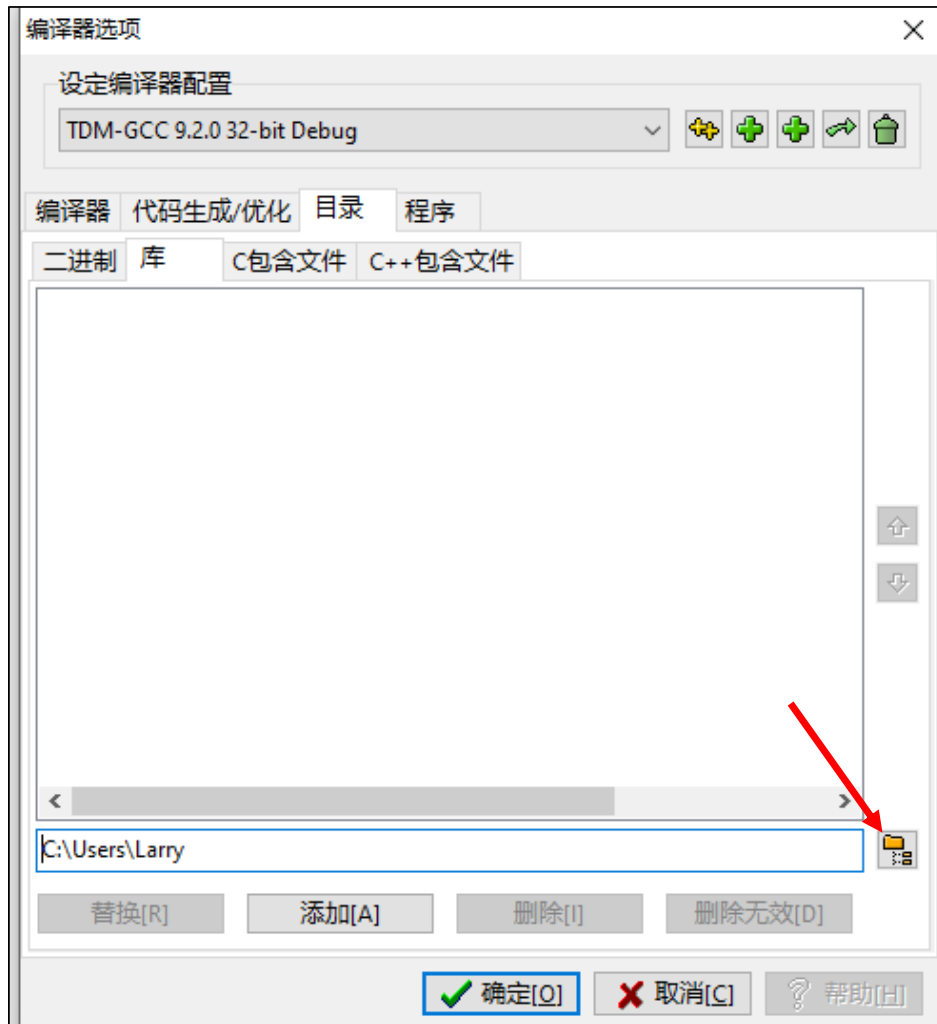 编译器选项
设定编译器配置
TDM-GCC 9.2.0 32-bit Debug
编译器 代码生成/优化 目录 程序
二进制 库 C包含文件 C++包含文件
C:\Users\Larry
替换[R] 添加[A] 删除[I] 删除无效[D]
确定[O] 取消[C] 帮助[H]